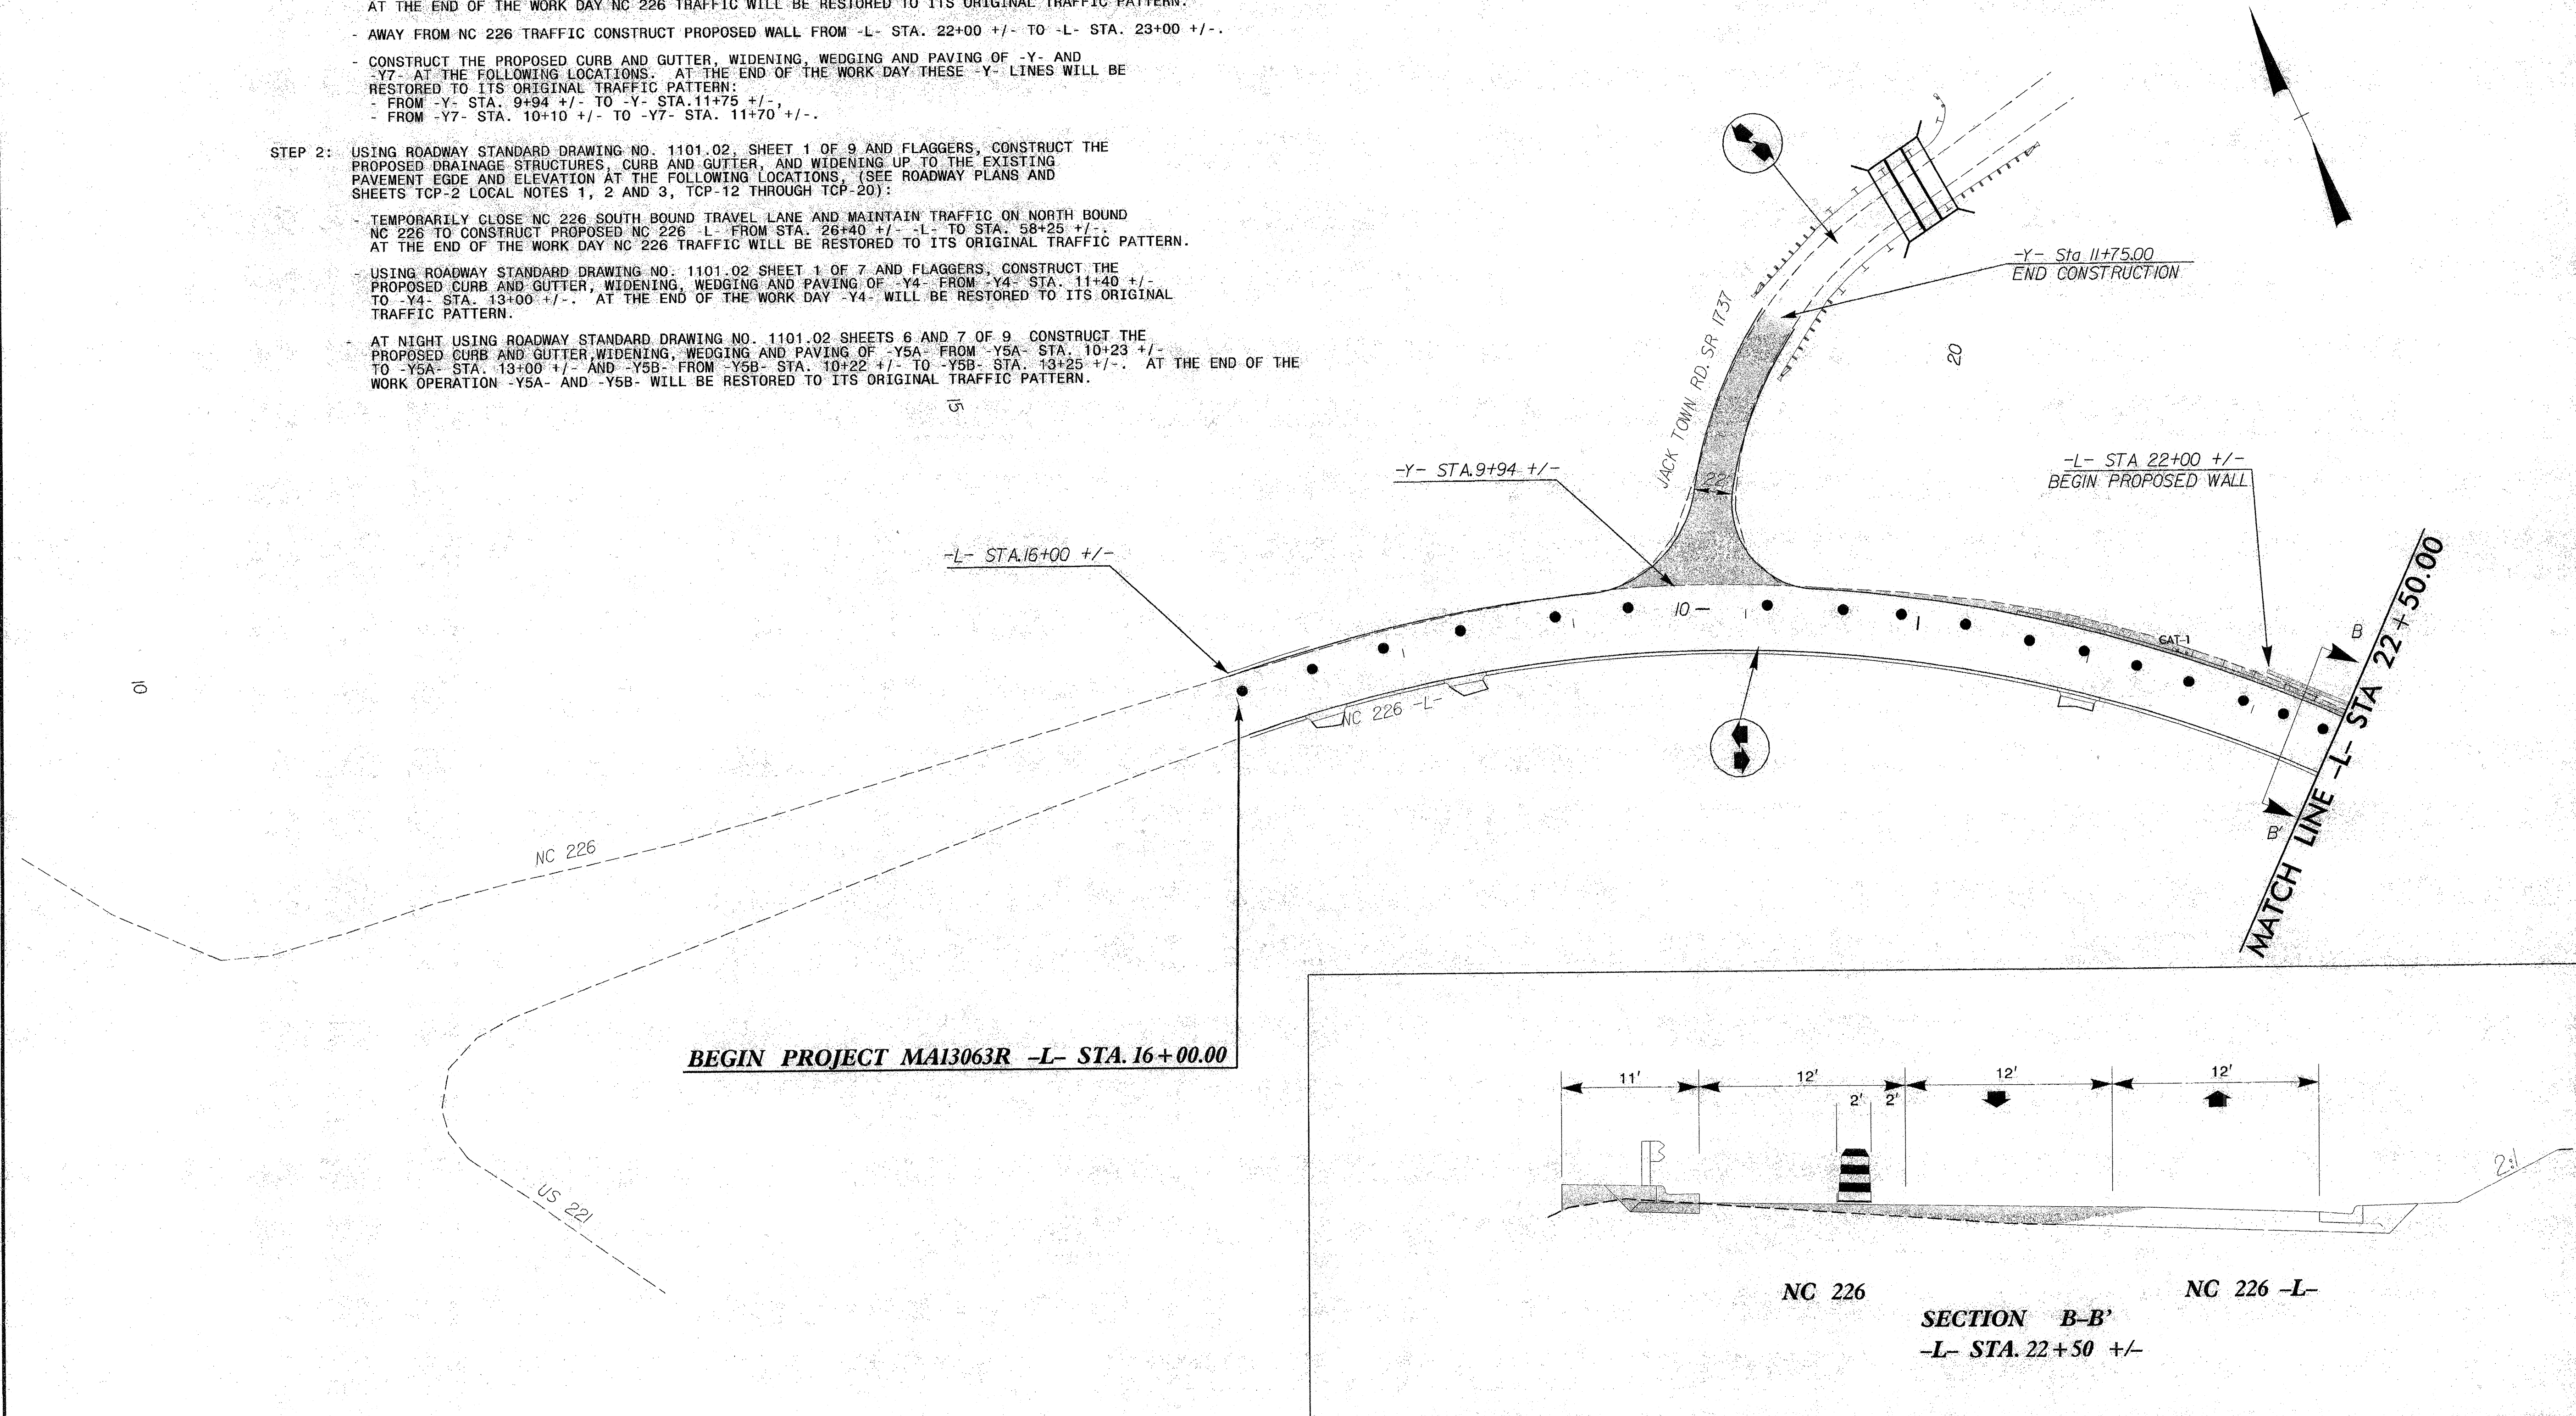 AT THE END OF THE WORK DAY NC 226 TRAFFIC WILL BE RESTORED TO ITS ORIGINAL TRAFFIC PATTERN.
- AWAY FROM NC 226 TRAFFIC CONSTRUCT PROPOSED WALL FROM -L- STA. 22+00 +/- TO -L- STA. 23+00 +/-.
- CONSTRUCT THE PROPOSED CURB AND GUTTER, WIDENING, WEDGING AND PAVING OF -Y- AND
-Y7- AT THE FOLLOWING LOCATIONS. AT THE END OF THE WORK DAY THESE -Y- LINES WILL BE
RESTORED TO ITS ORIGINAL TRAFFIC PATTERN:
- FROM -Y- STA. 9+94 +/- TO -Y- STA.11+75 +/-,
- FROM -Y7- STA. 10+10 +/- TO -Y7- STA. 11+70 +/-.
STEP 2: USING ROADWAY STANDARD DRAWING NO. 1101.02, SHEET 1 OF 9 AND FLAGGERS, CONSTRUCT THE
PROPOSED DRAINAGE STRUCTURES, CURB AND GUTTER, AND WIDENING UP TO THE EXISTING
PAVEMENT EGDE AND ELEVATION AT THE FOLLOWING LOCATIONS, (SEE ROADWAY PLANS AND
SHEETS TCP-2 LOCAL NOTES 1, 2 AND 3, TCP-12 THROUGH TCP-20):
- TEMPORARILY CLOSE NC 226 SOUTH BOUND TRAVEL LANE AND MAINTAIN TRAFFIC ON NORTH BOUND
NC 226 TO CONSTRUCT PROPOSED NC 226 -L- FROM STA. 26+40 +/- -L- TO STA. 58+25 +/-.
AT THE END OF THE WORK DAY NC 226 TRAFFIC WILL BE RESTORED TO ITS ORIGINAL TRAFFIC PATTERN.
- USING ROADWAY STANDARD DRAWING NO. 1101.02 SHEET 1 OF 7 AND FLAGGERS, CONSTRUCT THE
PROPOSED CURB AND GUTTER, WIDENING, WEDGING AND PAVING OF -Y4- FROM -Y4- STA. 11+40 +/-
TO -Y4- STA. 13+00 +/-. AT THE END OF THE WORK DAY -Y4- WILL BE RESTORED TO ITS ORIGINAL
TRAFFIC PATTERN.
- AT NIGHT USING ROADWAY STANDARD DRAWING NO. 1101.02 SHEETS 6 AND 7 OF 9 CONSTRUCT THE
PROPOSED CURB AND GUTTER,WIDENING, WEDGING AND PAVING OF -Y5A- FROM -Y5A- STA. 10+23 +/-
TO -Y5A- STA. 13+00 +/- AND -Y5B- FROM -Y5B- STA. 10+22 +/- TO -Y5B- STA. 13+25 +/-. AT THE END OF THE
WORK OPERATION -Y5A- AND -Y5B- WILL BE RESTORED TO ITS ORIGINAL TRAFFIC PATTERN.
15
-Y- Sta 11+75.00
END CONSTRUCTION
JACK TOWN RD. SR 1737
20
-Y- STA.9+94 +/-
22'
-L- STA 22+00 +/-
BEGIN PROPOSED WALL
-L- STA.16+00 +/-
10
CAT-1
B
MATCH LINE -L- STA 22+50.00
10
NC 226 -L-
B'
NC 226
BEGIN PROJECT MA13063R -L- STA. 16+00.00
US 221
11' 12' 12' 12'
2' 2'
2:1
NC 226 NC 226 -L-
SECTION B-B'
-L- STA. 22+50 +/-